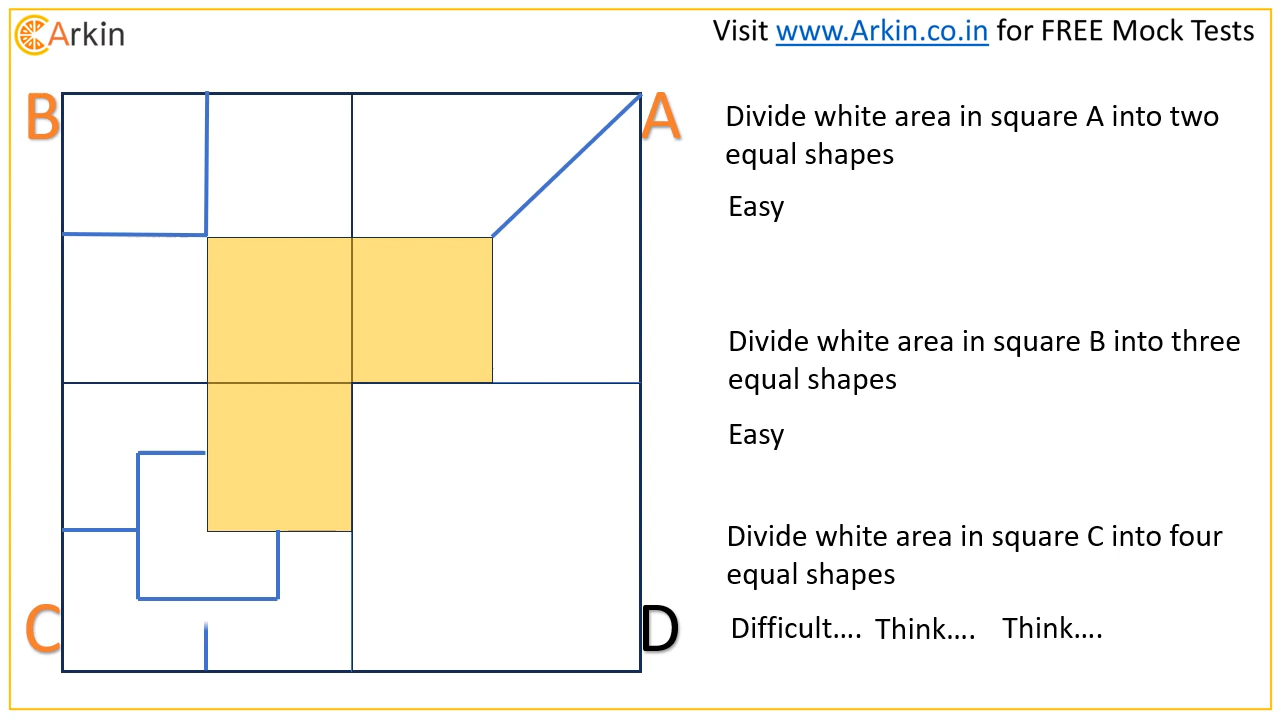 Arkin
Visit www.Arkin.co.in for FREE Mock Tests
B
A
Divide white area in square A into two
equal shapes
Easy
Divide white area in square B into three
equal shapes
Easy
Divide white area in square C into four
equal shapes
C
D
Difficult.... Think.... Think....